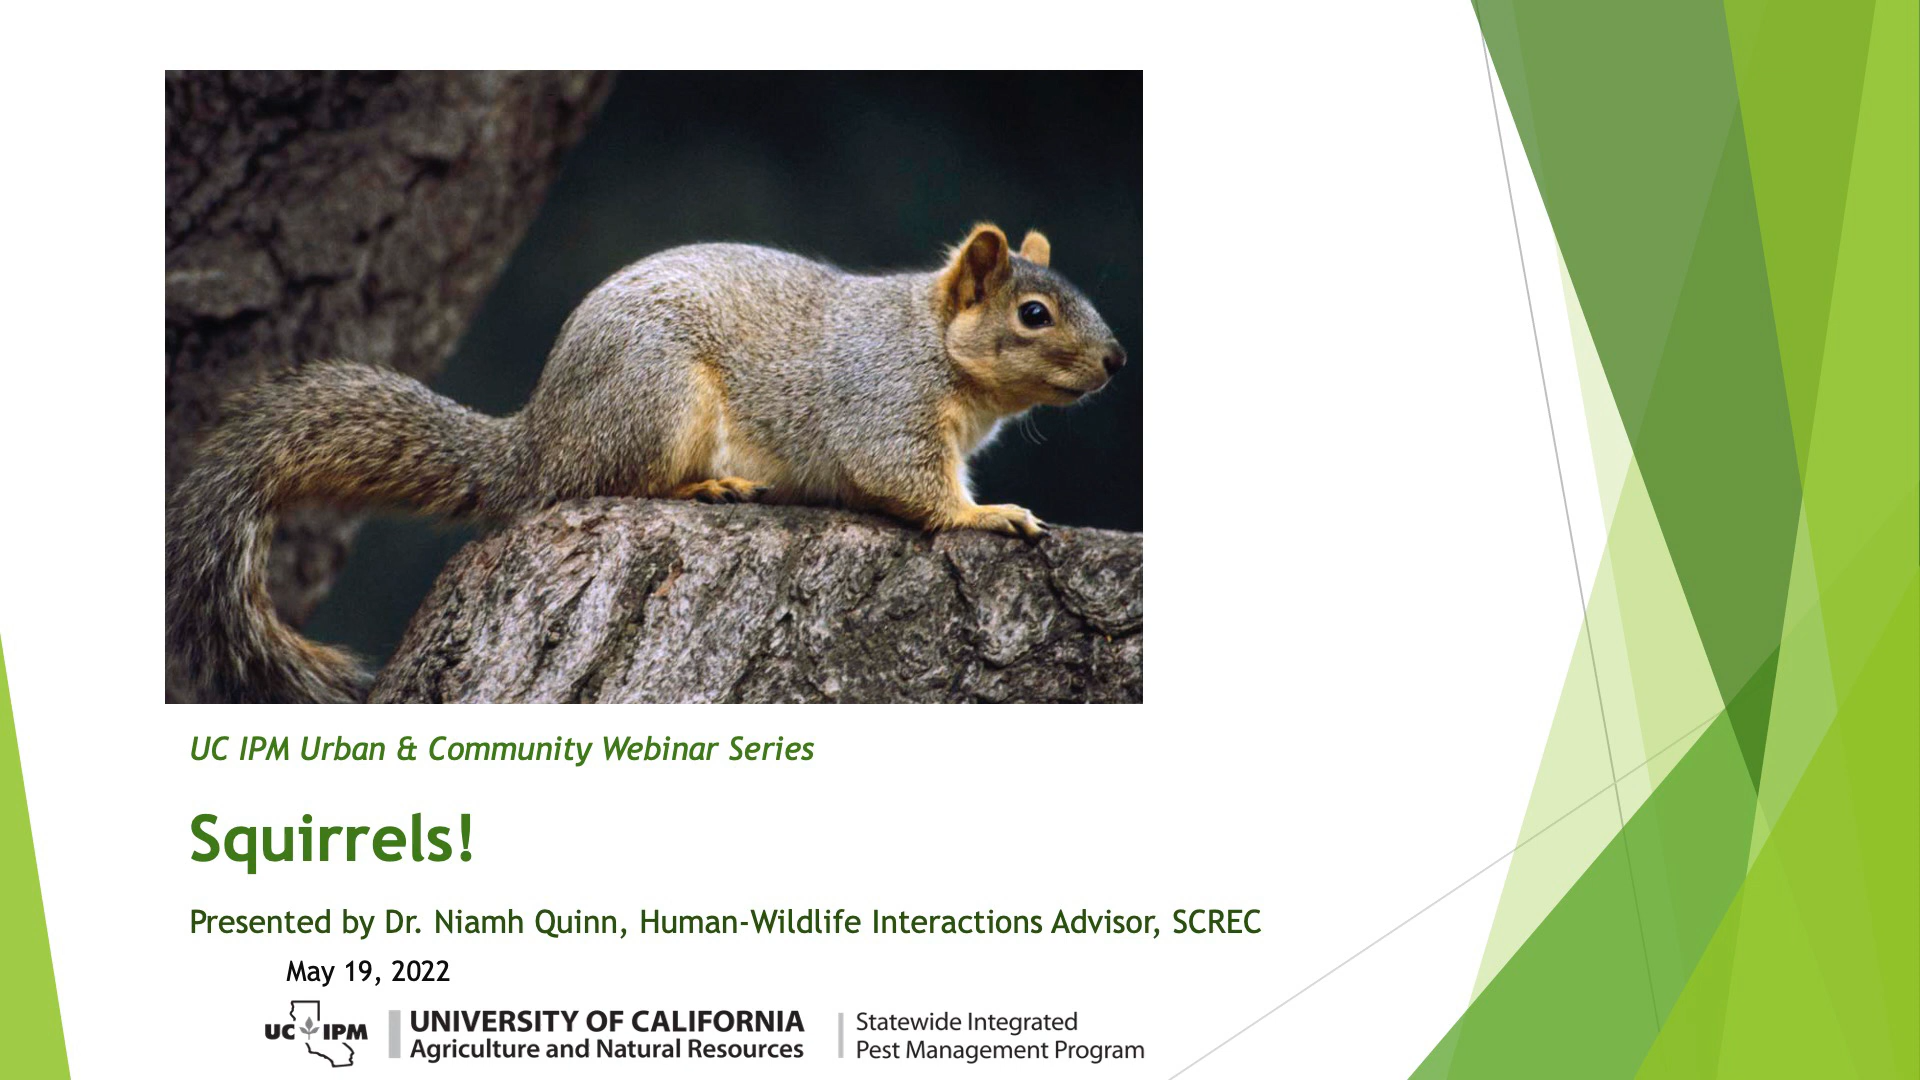 UC IPM Urban & Community Webinar Series
Squirrels!
Presented by Dr. Niamh Quinn, Human-Wildlife Interactions Advisor, SCREC
May 19, 2022
UC IPM
UNIVERSITY OF CALIFORNIA
Agriculture and Natural Resources
Statewide Integrated
Pest Management Program